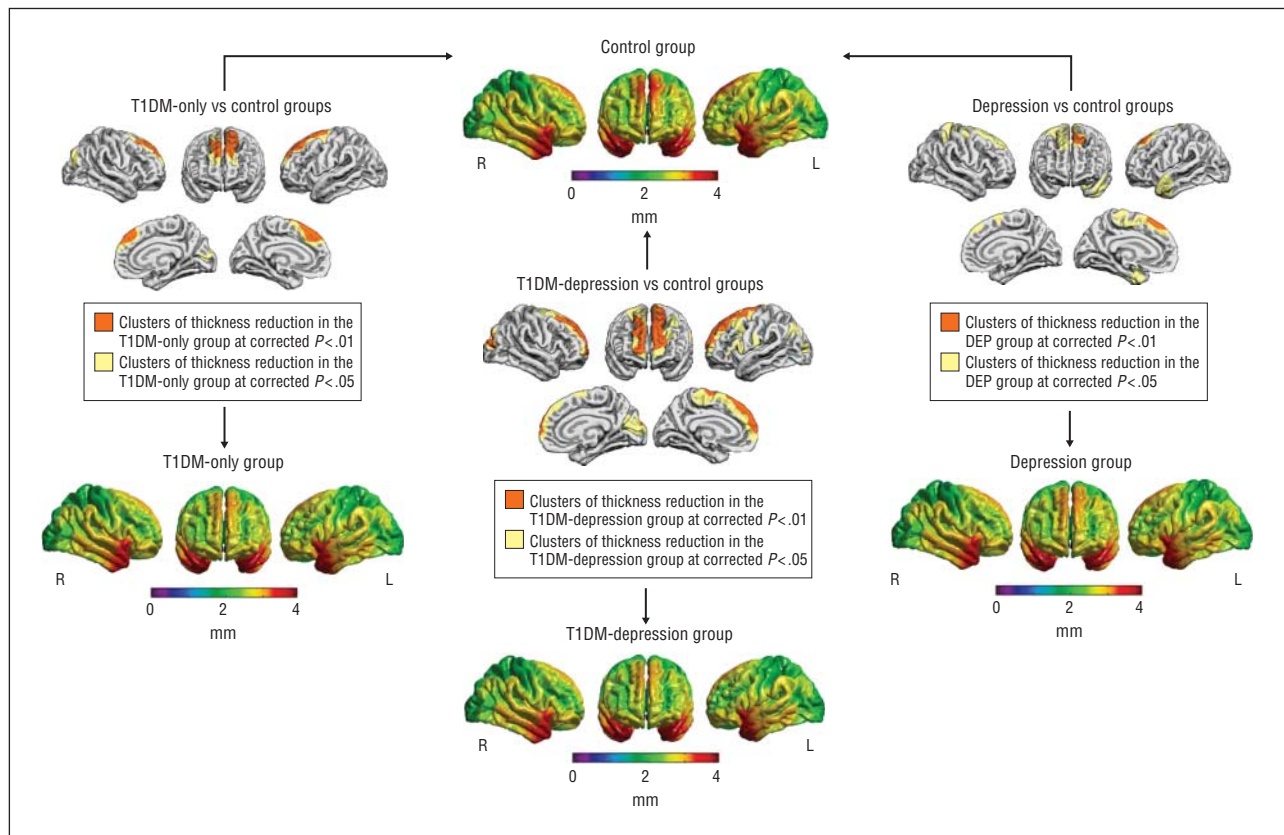 Control group
R
L
0 2 4
mm
T1DM-only vs control groups
Clusters of thickness reduction in the
T1DM-only group at corrected P<.01
Clusters of thickness reduction in the
T1DM-only group at corrected P<.05
T1DM-only group
R
L
0 2 4
mm
T1DM-depression vs control groups
Clusters of thickness reduction in the
T1DM-depression group at corrected P<.01
Clusters of thickness reduction in the
T1DM-depression group at corrected P<.05
T1DM-depression group
R
L
0 2 4
mm
Depression vs control groups
Clusters of thickness reduction in the
DEP group at corrected P<.01
Clusters of thickness reduction in the
DEP group at corrected P<.05
Depression group
R
L
0 2 4
mm